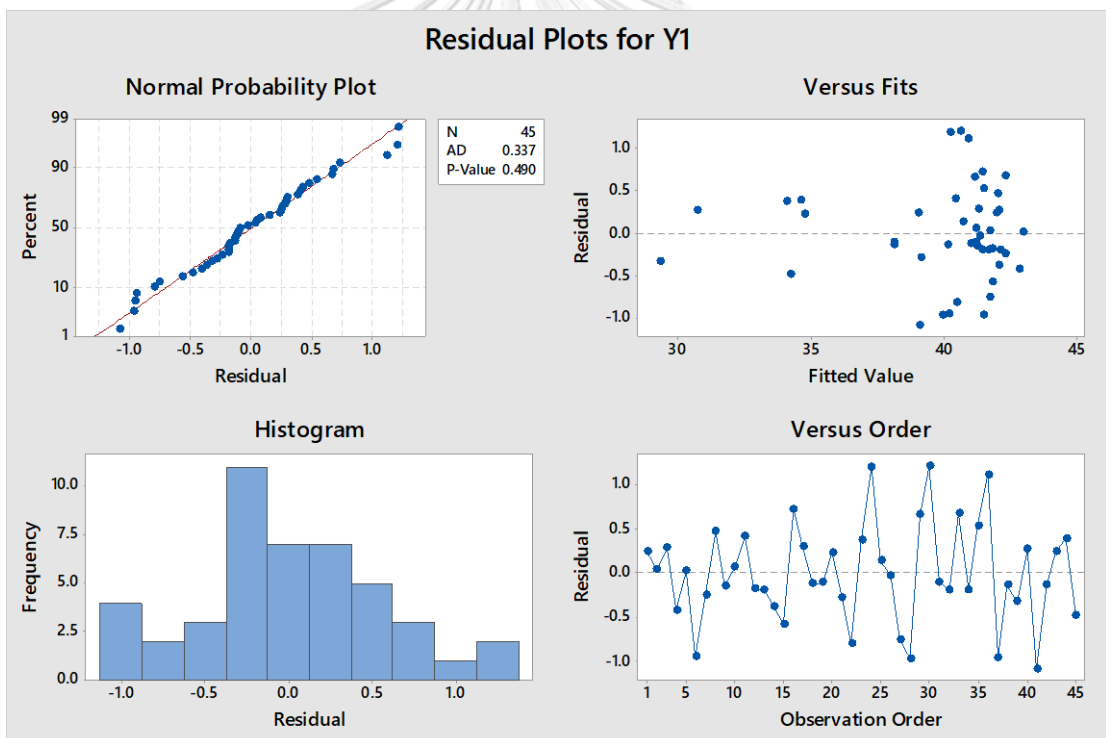 Residual Plots for Y1
Normal Probability Plot
99
90
50
10
1
Percent
-1.0 -0.5 0.0 0.5 1.0
Residual
N 45
AD 0.337
P-Value 0.490
Versus Fits
1.0
0.5
0.0
-0.5
-1.0
Residual
30 35 40 45
Fitted Value
Histogram
10.0
7.5
5.0
2.5
0.0
Frequency
-1.0 -0.5 0.0 0.5 1.0
Residual
Versus Order
1.0
0.5
0.0
-0.5
-1.0
Residual
1 5 10 15 20 25 30 35 40 45
Observation Order